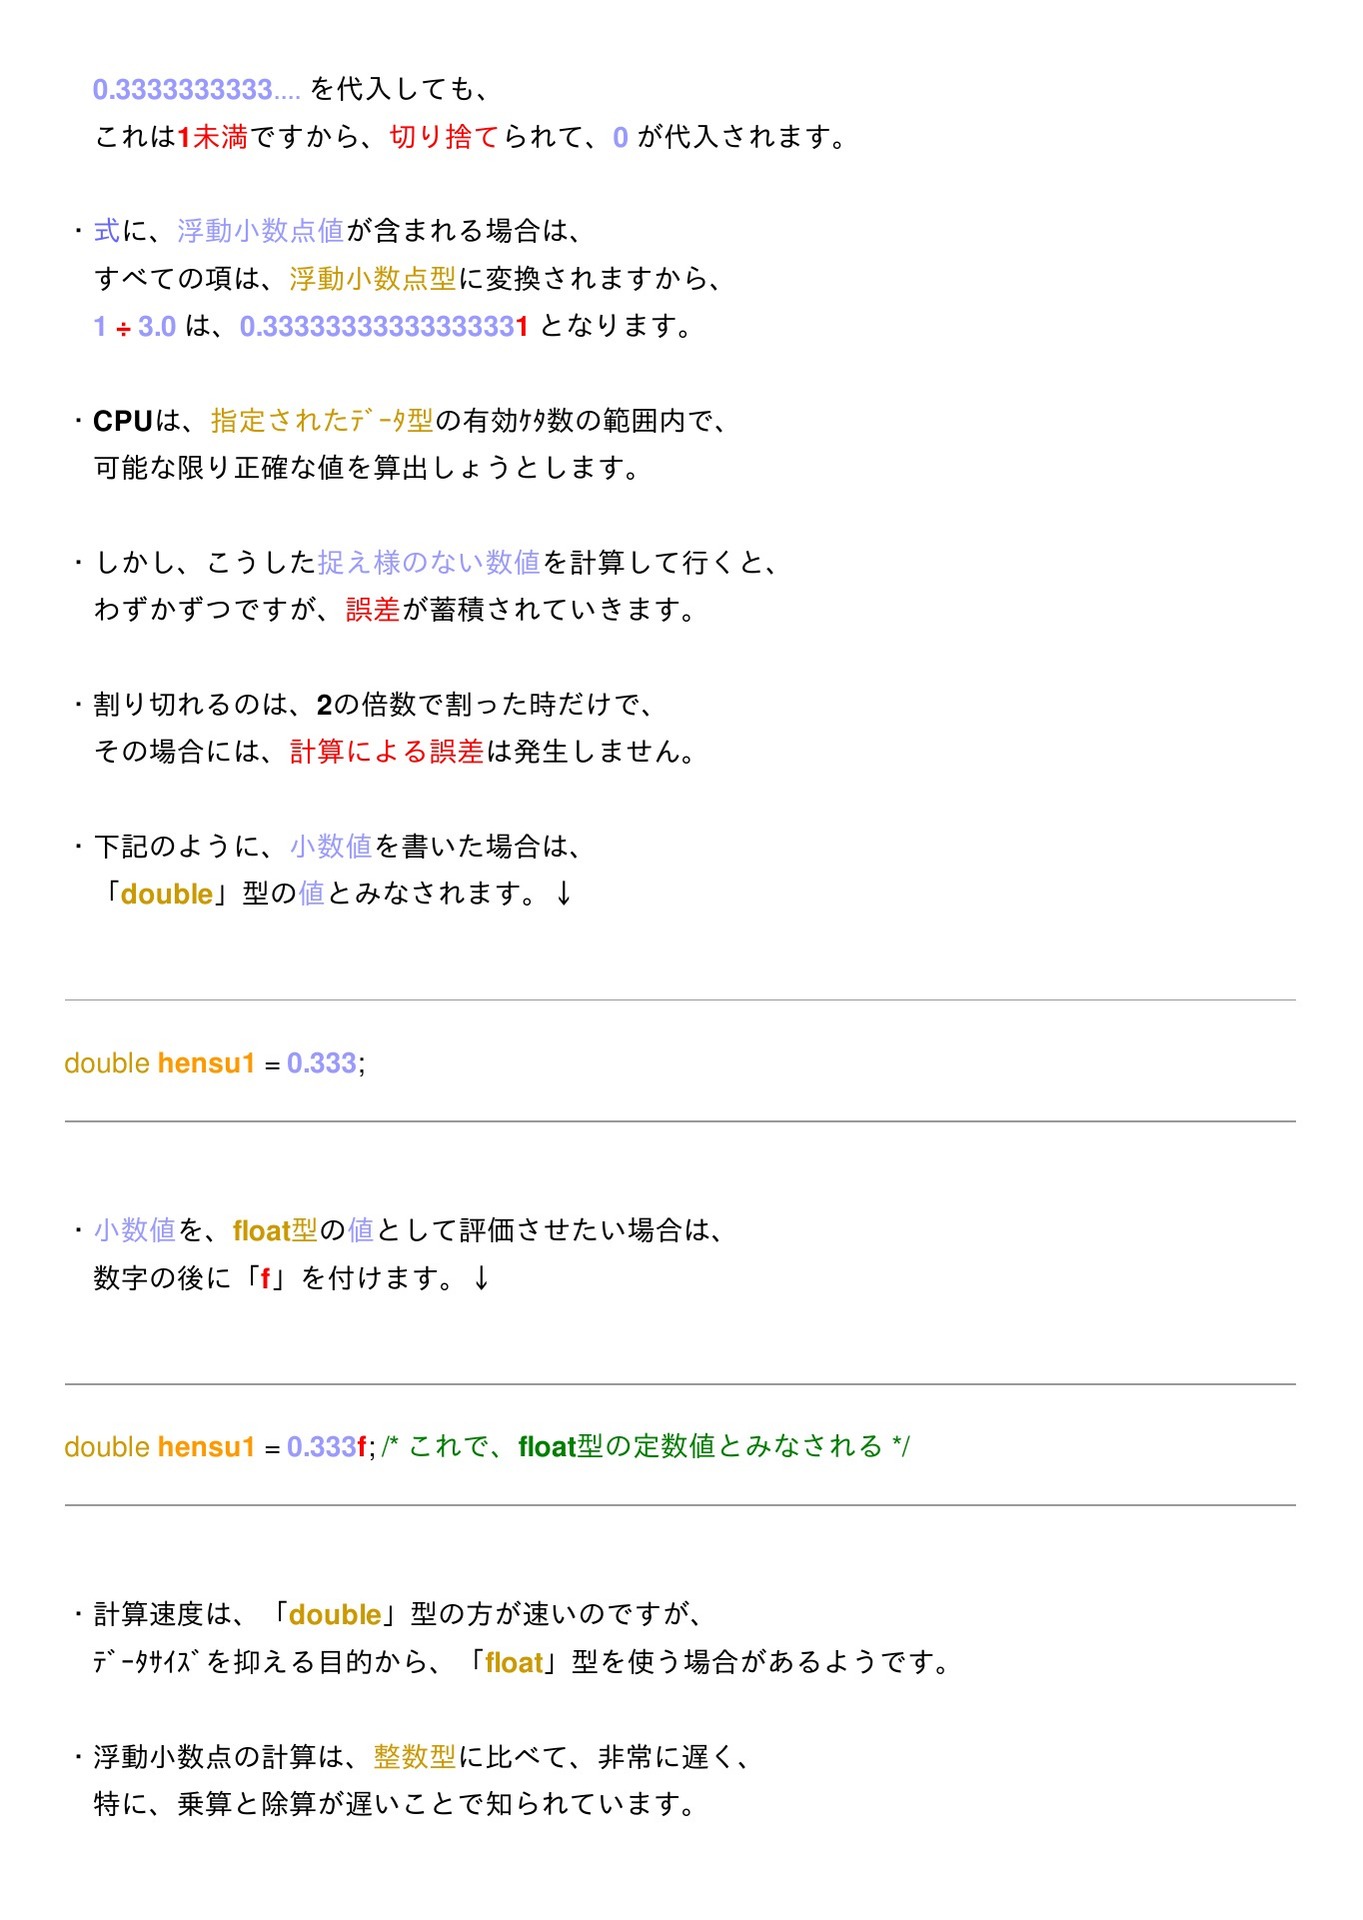 0.3333333333.... を代入しても、
これは1未満ですから、切り捨てられて、0 が代入されます。
・式に、浮動小数点値が含まれる場合は、
すべての項は、浮動小数点型に変換されますから、
1 ÷ 3.0 は、0.33333333333333331 となります。
・CPUは、指定されたﾃﾞｰﾀ型の有効ｹﾀ数の範囲内で、
可能な限り正確な値を算出しょうとします。
・しかし、こうした捉え様のない数値を計算して行くと、
わずかずつですが、誤差が蓄積されていきます。
・割り切れるのは、2の倍数で割った時だけで、
その場合には、計算による誤差は発生しません。
・下記のように、小数値を書いた場合は、
「double」型の値とみなされます。↓
double hensu1 = 0.333;
・小数値を、float型の値として評価させたい場合は、
数字の後に「f」を付けます。↓
double hensu1 = 0.333f; /* これで、float型の定数値とみなされる */
・計算速度は、「double」型の方が速いのですが、
ﾃﾞｰﾀｻｲｽﾞを抑える目的から、「float」型を使う場合があるようです。
・浮動小数点の計算は、整数型に比べて、非常に遅く、
特に、乗算と除算が遅いことで知られています。